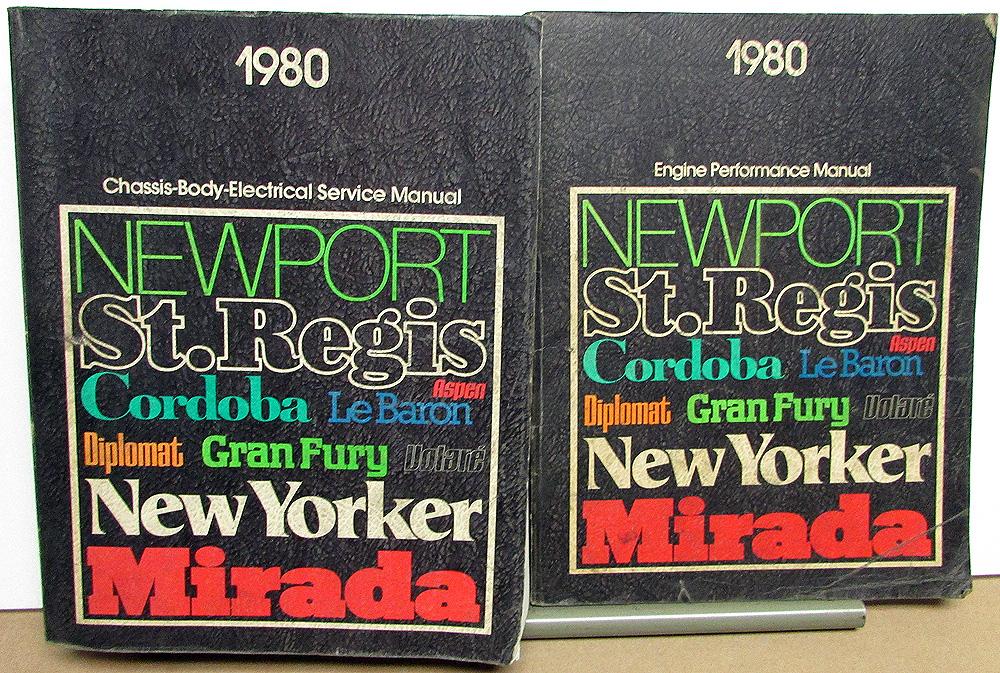 1980
Chassis-Body-Electrical Service Manual
NEWPORT
St. Regis
Aspen
Cordoba Le Baron
Diplomat Gran Fury Volaré
New Yorker
Mirada
1980
Engine Performance Manual
NEWPORT
St. Regis
Aspen
Cordoba Le Baron
Diplomat Gran Fury Volaré
New Yorker
Mirada